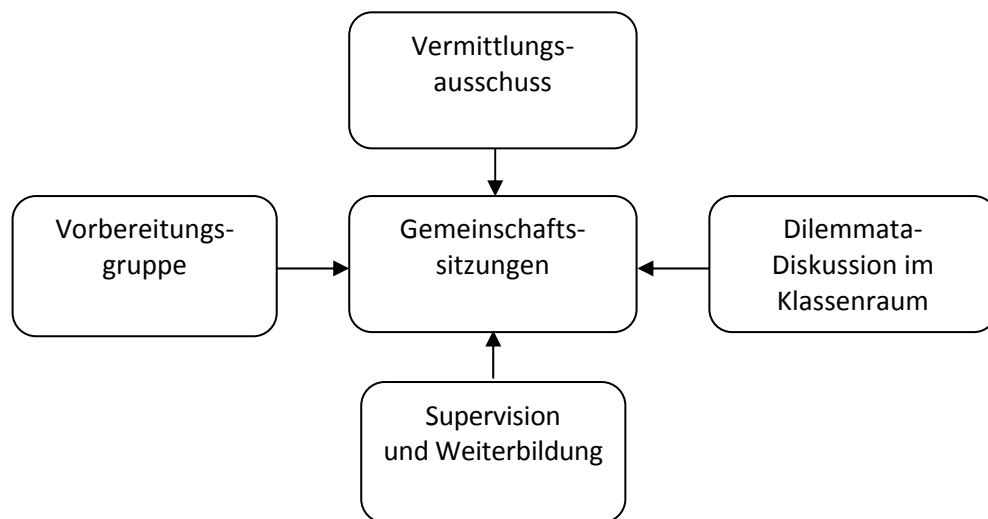 Vermittlungs-
ausschuss
Vorbereitungs-
gruppe
Gemeinschafts-
sitzungen
Dilemmata-
Diskussion im
Klassenraum
Supervision
und Weiterbildung